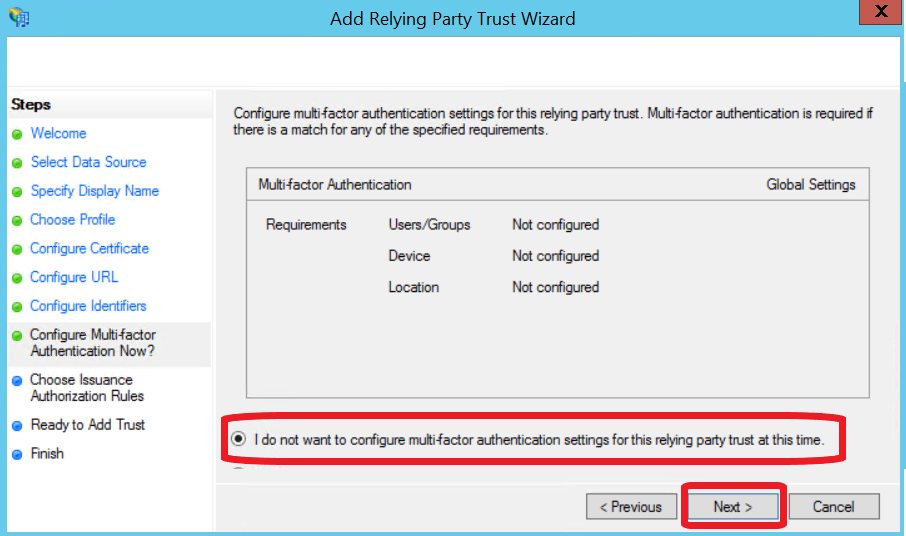 Add Relying Party Trust Wizard
X
Steps
Welcome
Select Data Source
Specify Display Name
Choose Profile
Configure Certificate
Configure URL
Configure Identifiers
Configure Multi-factor
Authentication Now?
Choose Issuance
Authorization Rules
Ready to Add Trust
Finish
Configure multi-factor authentication settings for this relying party trust. Multi-factor authentication is required if
there is a match for any of the specified requirements.
Multi-factor Authentication Global Settings
Requirements Users/Groups Not configured
Device Not configured
Location Not configured
I do not want to configure multi-factor authentication settings for this relying party trust at this time.
< Previous Next > Cancel